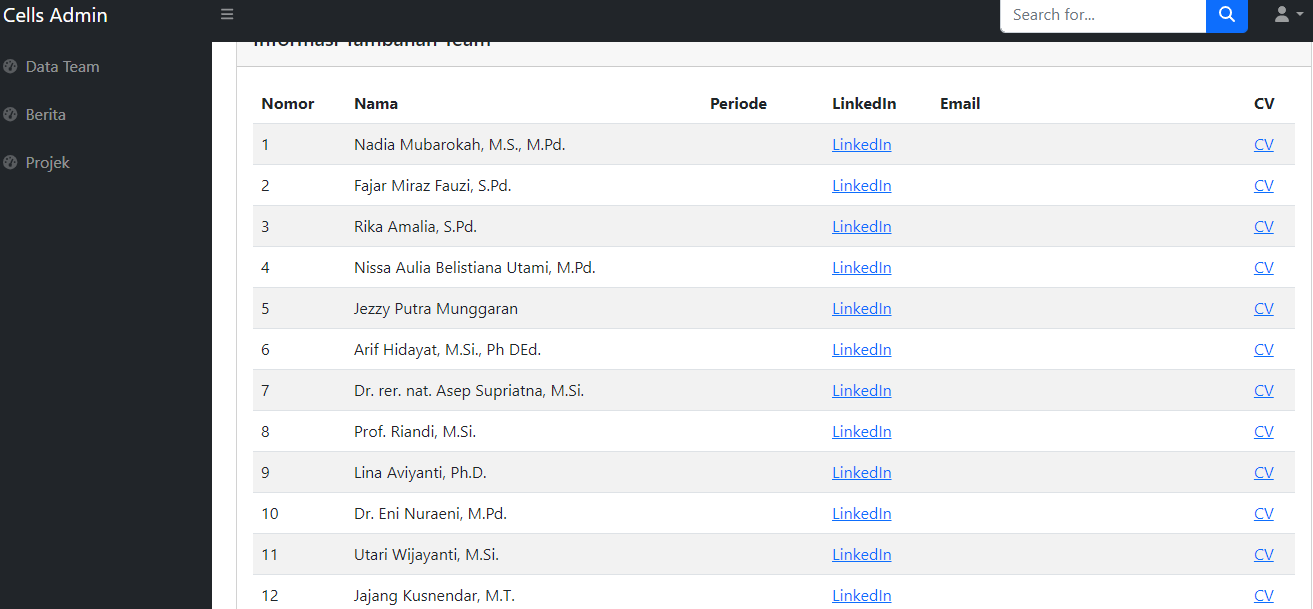 Cells Admin
Search for...
Data Team
Berita
Projek
Informasi Tambahan Team
Nomor Nama Periode LinkedIn Email CV
1 Nadia Mubarokah, M.S., M.Pd. LinkedIn CV
2 Fajar Miraz Fauzi, S.Pd. LinkedIn CV
3 Rika Amalia, S.Pd. LinkedIn CV
4 Nissa Aulia Belistiana Utami, M.Pd. LinkedIn CV
5 Jezzy Putra Munggaran LinkedIn CV
6 Arif Hidayat, M.Si., Ph DEd. LinkedIn CV
7 Dr. rer. nat. Asep Supriatna, M.Si. LinkedIn CV
8 Prof. Riandi, M.Si. LinkedIn CV
9 Lina Aviyanti, Ph.D. LinkedIn CV
10 Dr. Eni Nuraeni, M.Pd. LinkedIn CV
11 Utari Wijayanti, M.Si. LinkedIn CV
12 Jajang Kusnendar, M.T. LinkedIn CV